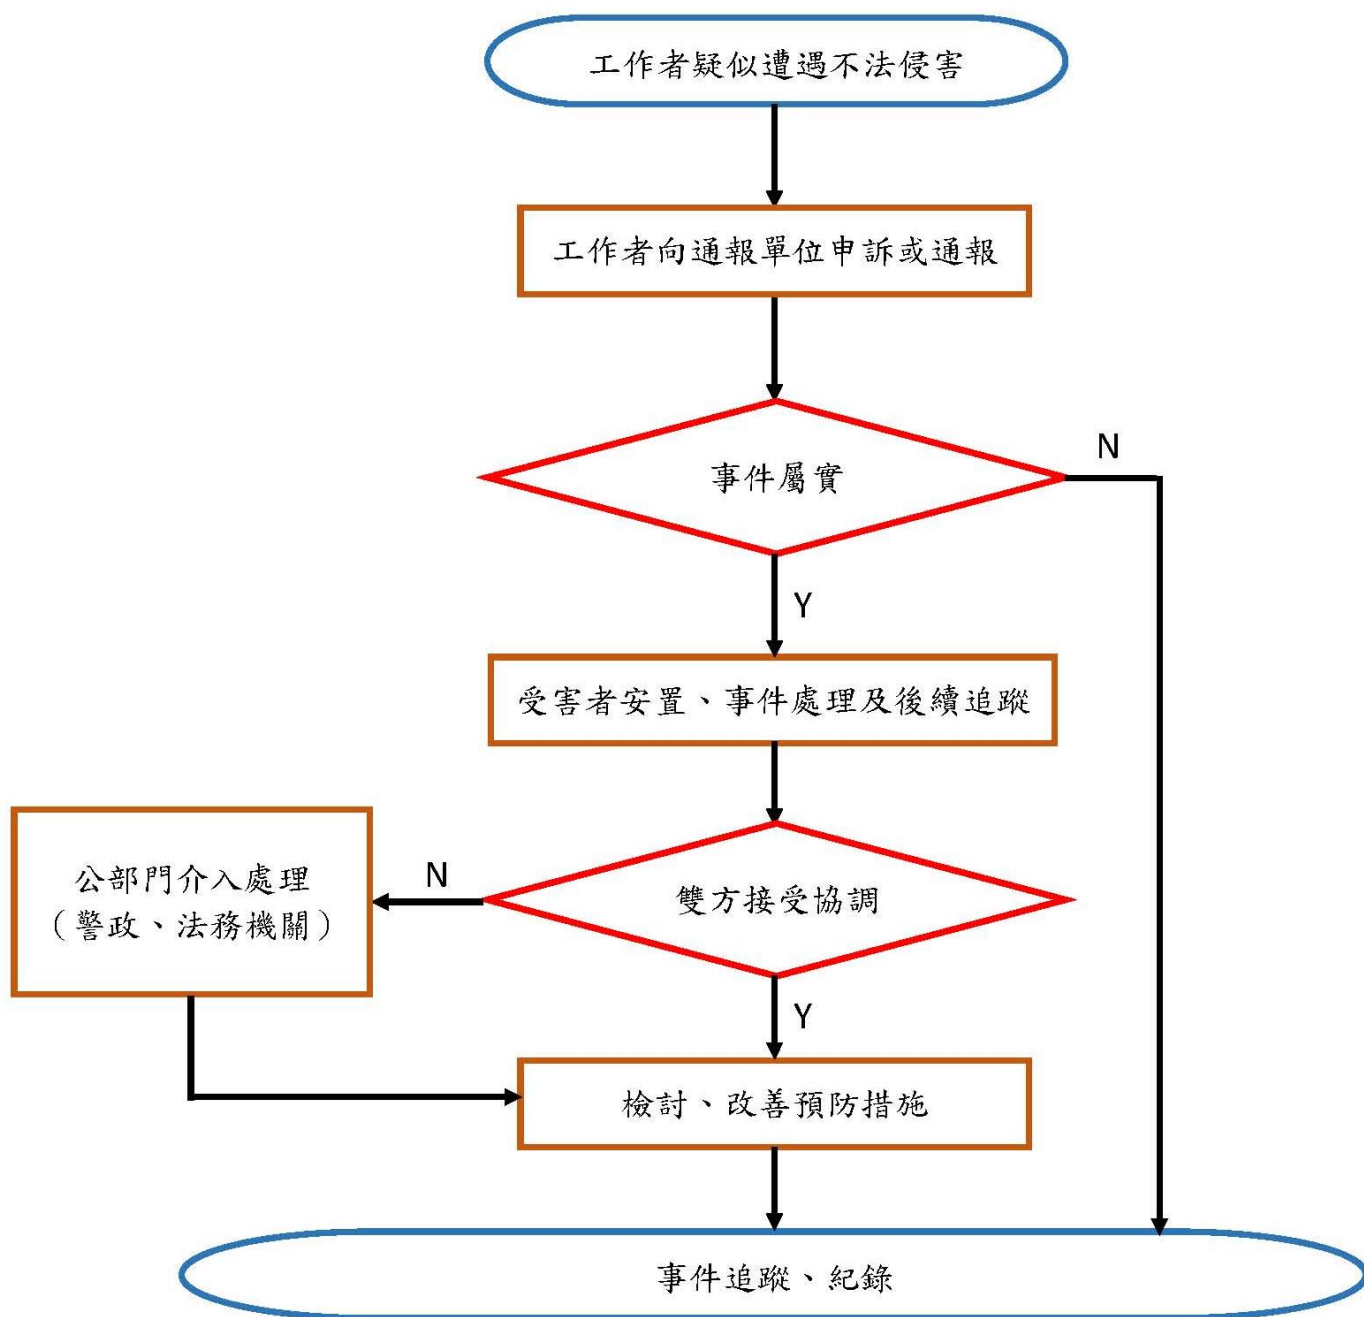 工作者疑似遭遇不法侵害
工作者向通報單位申訴或通報
事件屬實
N
Y
受害者安置、事件處理及後續追蹤
公部門介入處理
（警政、法務機關）
N
雙方接受協調
Y
檢討、改善預防措施
事件追蹤、紀錄